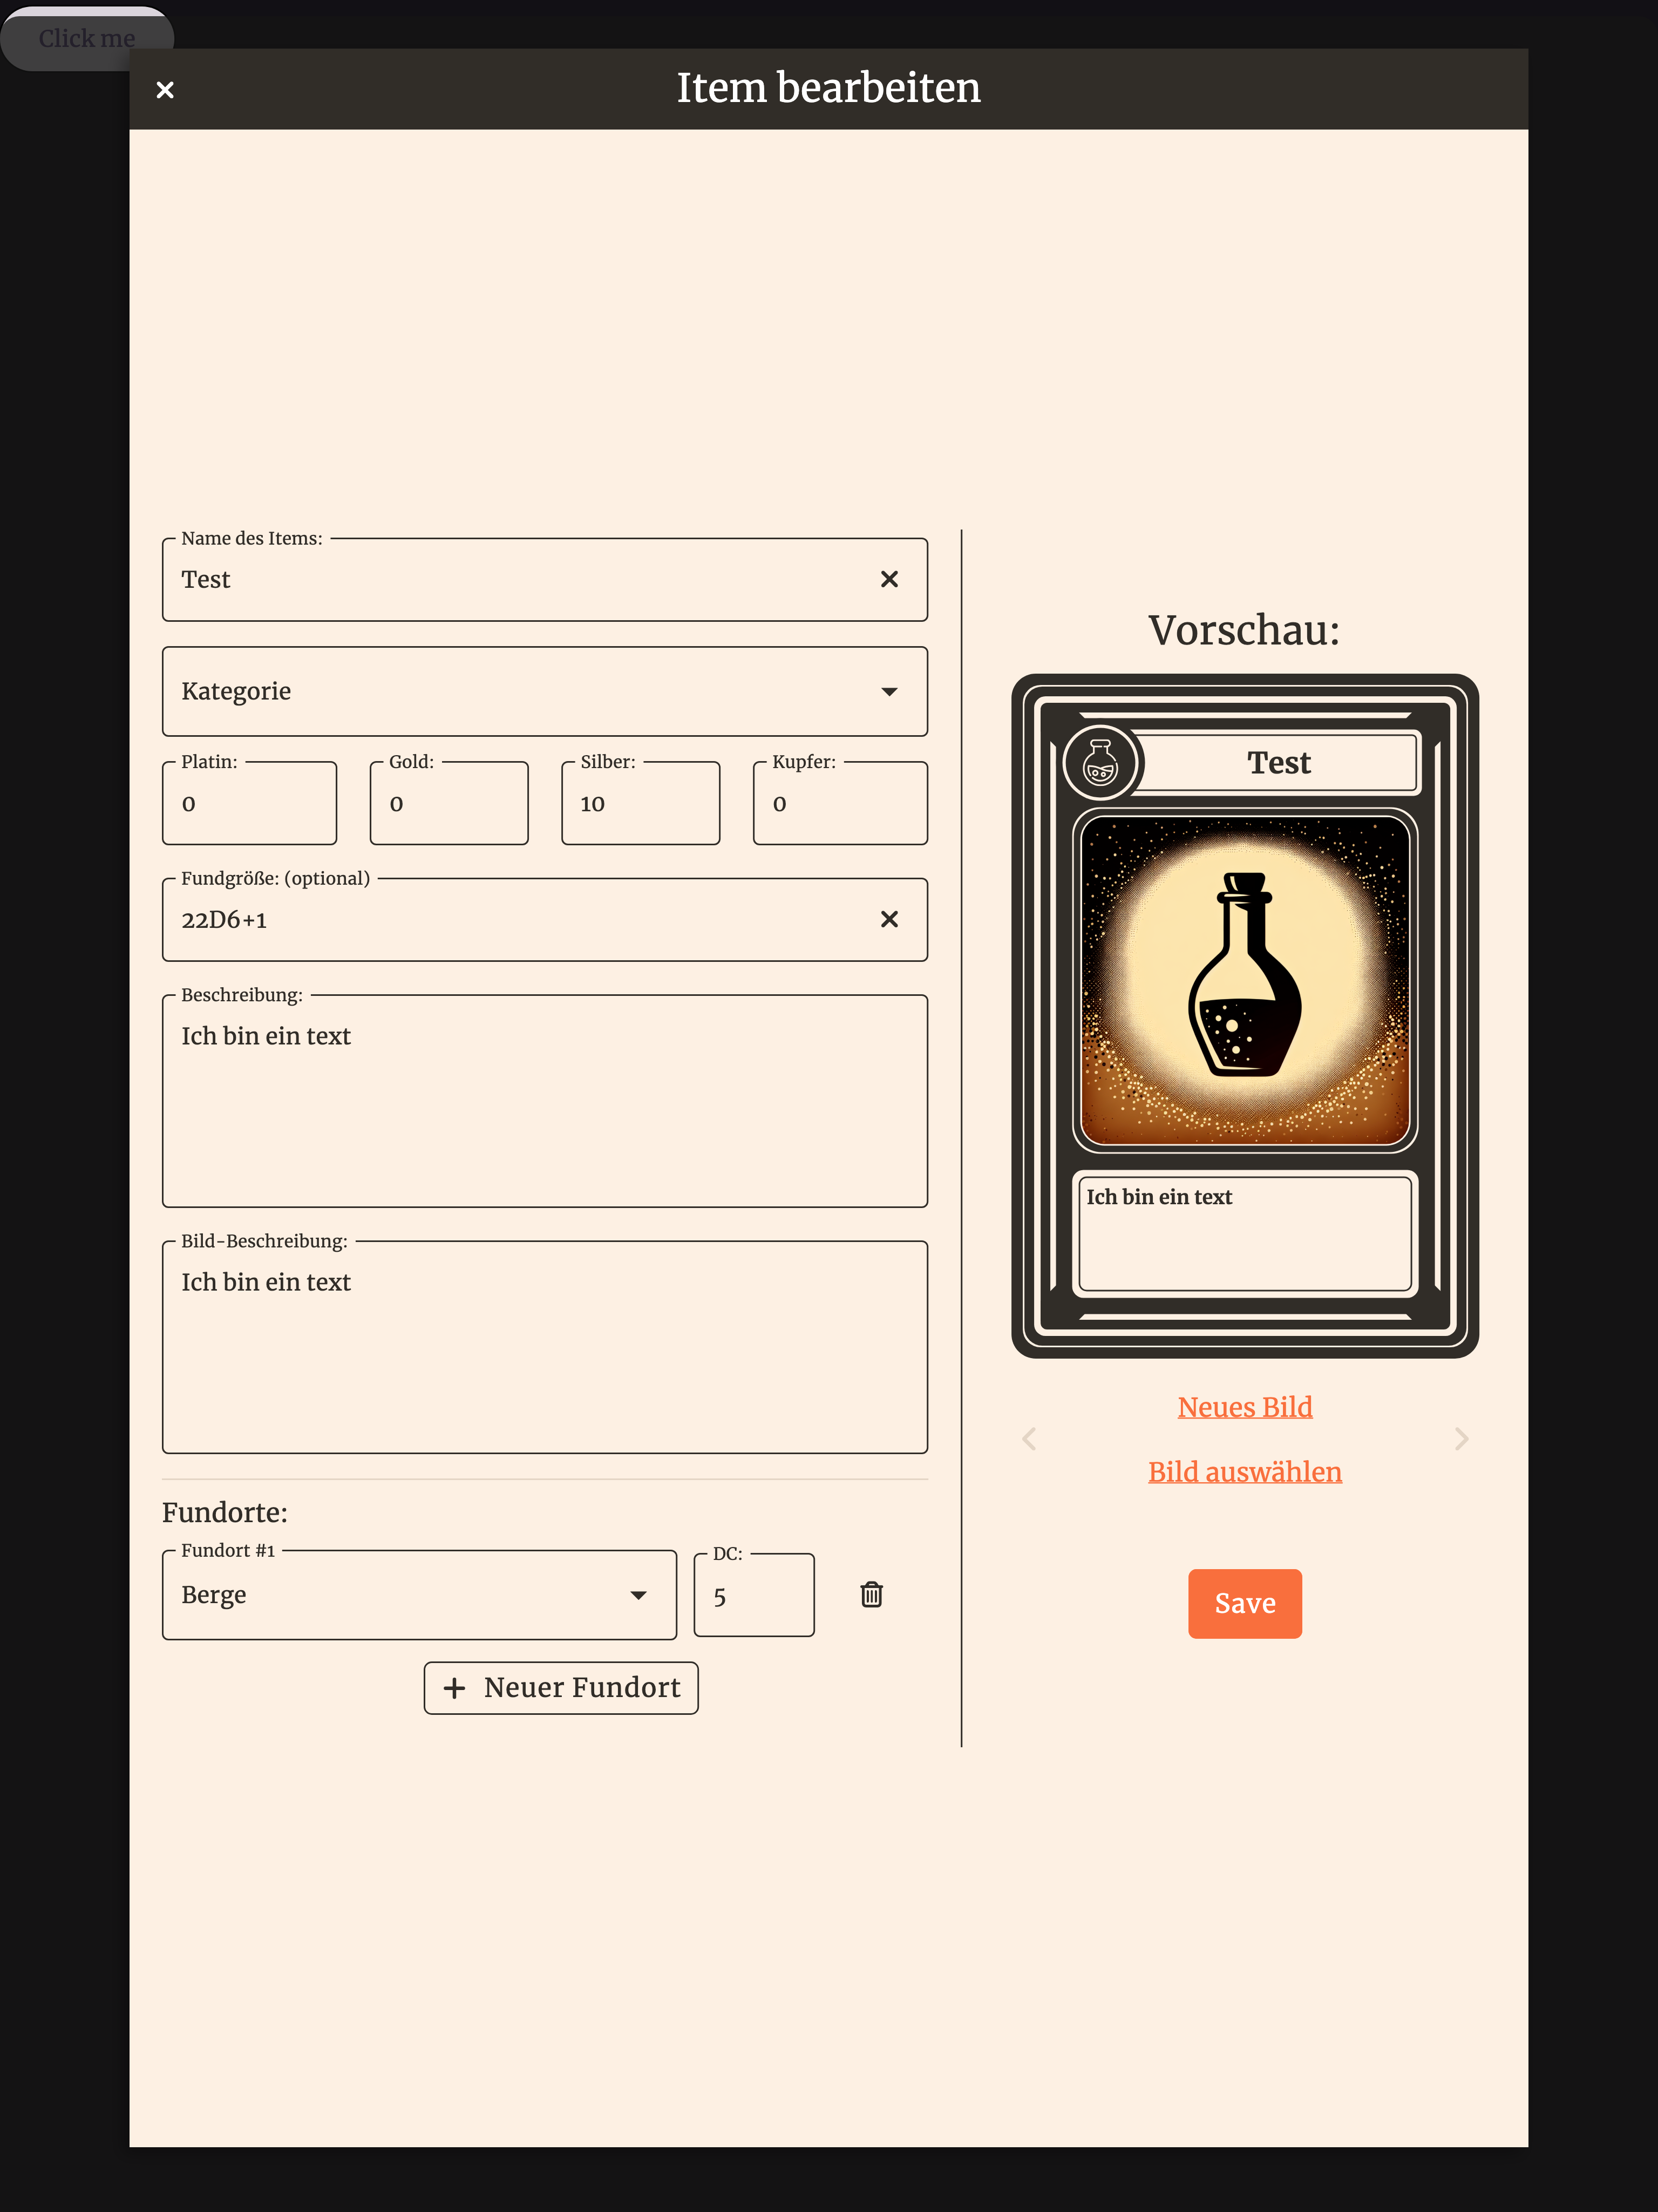 Click me
Item bearbeiten
Name des Items:
Test
Kategorie
Platin:
0
Gold:
0
Silber:
10
Kupfer:
0
Fundgröße: (optional)
22D6+1
Beschreibung:
Ich bin ein text
Bild-Beschreibung:
Ich bin ein text
Fundorte:
Fundort #1
Berge
DC:
5
Neuer Fundort
Vorschau:
Test
Ich bin ein text
Neues Bild
Bild auswählen
Save